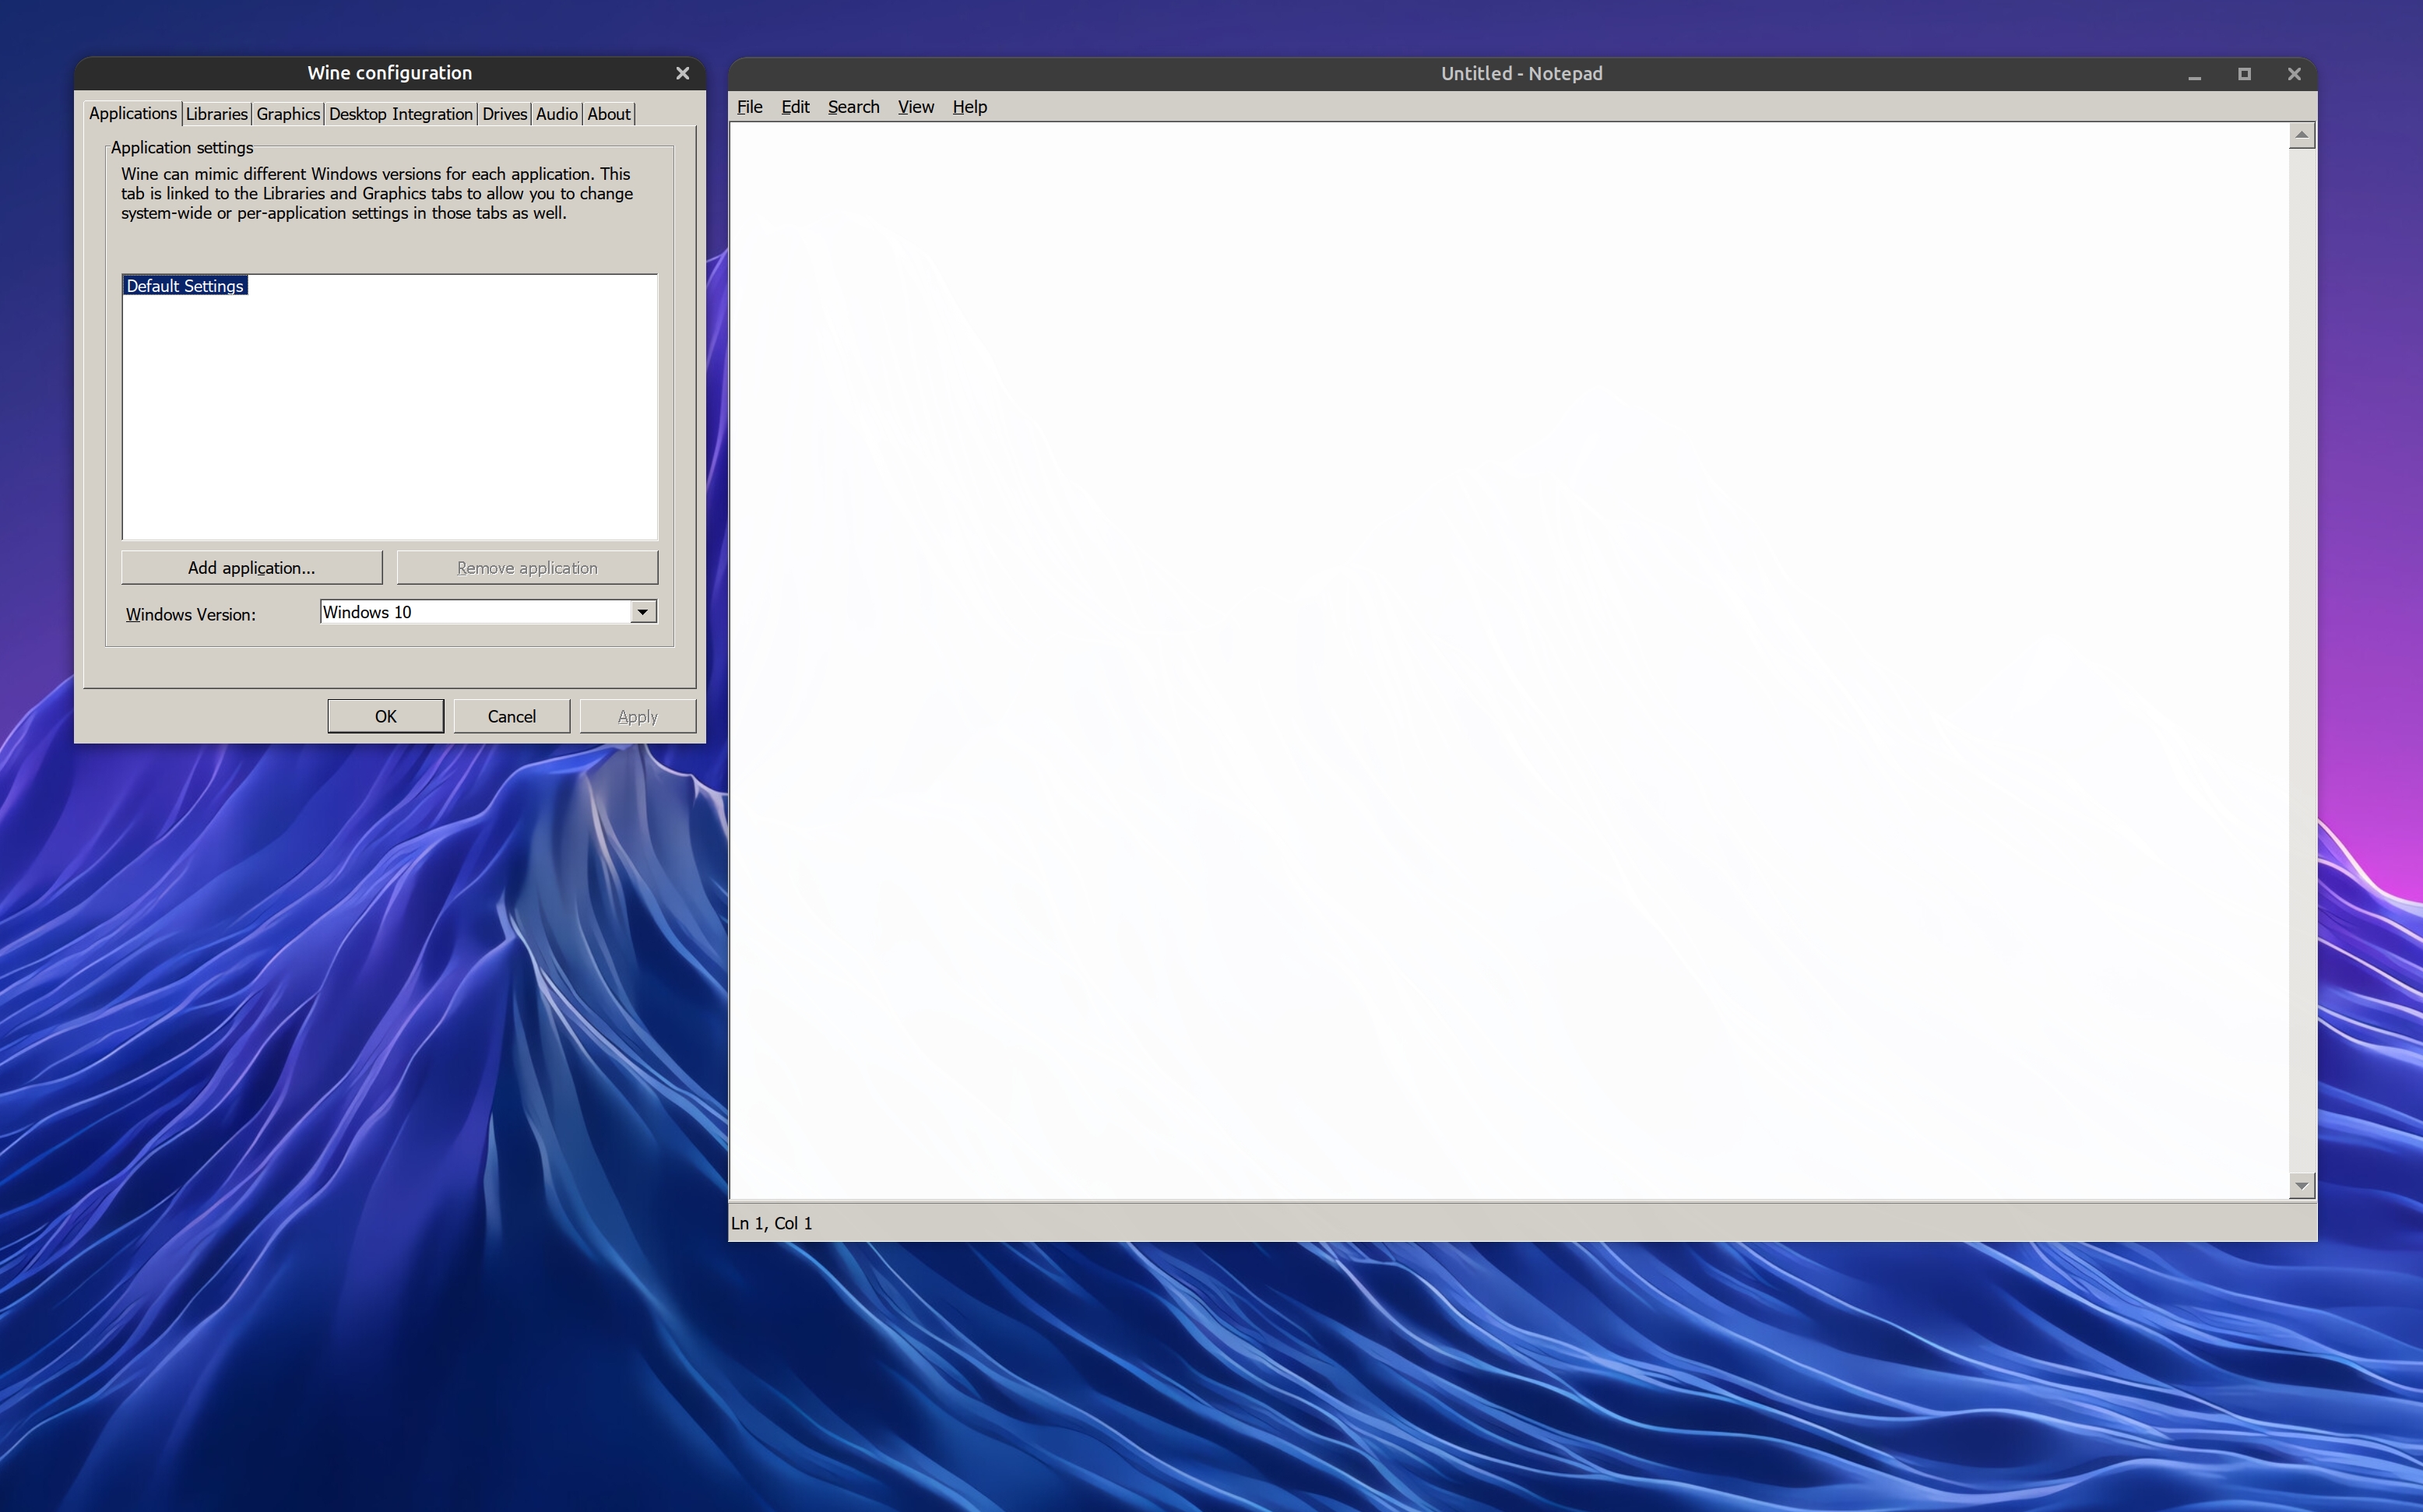 Wine configuration
Applications Libraries Graphics Desktop Integration Drives Audio About
Application settings
Wine can mimic different Windows versions for each application. This
tab is linked to the Libraries and Graphics tabs to allow you to change
system-wide or per-application settings in those tabs as well.
Default Settings
Add application... Remove application
Windows Version: Windows 10
OK Cancel Apply
Untitled - Notepad
File Edit Search View Help
Ln 1, Col 1